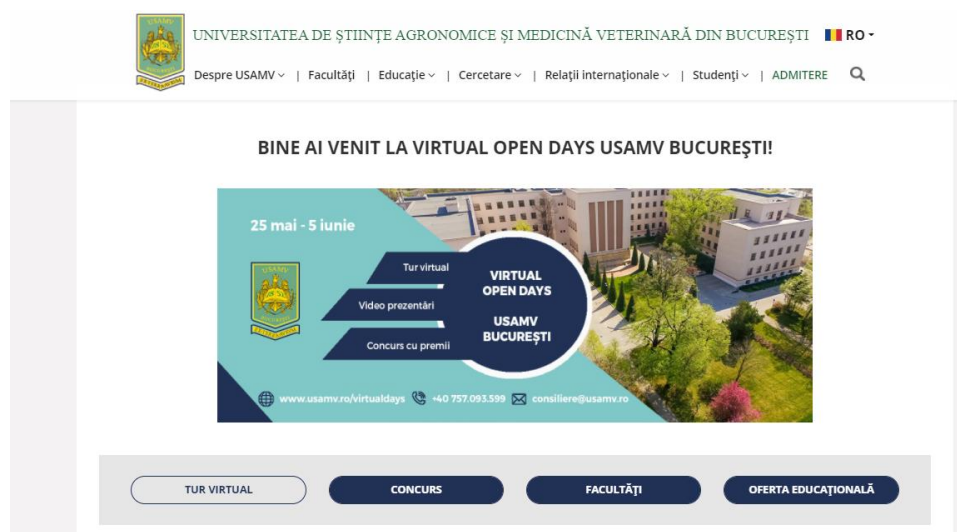 UNIVERSITATEA DE ŞTIINŢE AGRONOMICE ŞI MEDICINĂ VETERINARĂ DIN BUCUREŞTI RO
Despre USAMV | Facultăţi | Educaţie | Cercetare | Relaţii internaţionale | Studenţi | ADMITERE
BINE AI VENIT LA VIRTUAL OPEN DAYS USAMV BUCUREŞTI!
25 mai - 5 iunie
USAMV
Tur virtual
Video prezentări
Concurs cu premii
VIRTUAL
OPEN DAYS
USAMV
BUCUREȘTI
www.usamv.ro/virtualdays +40 757.093.599 consiliere@usamv.ro
TUR VIRTUAL CONCURS FACULTĂŢI OFERTA EDUCAŢIONALĂ